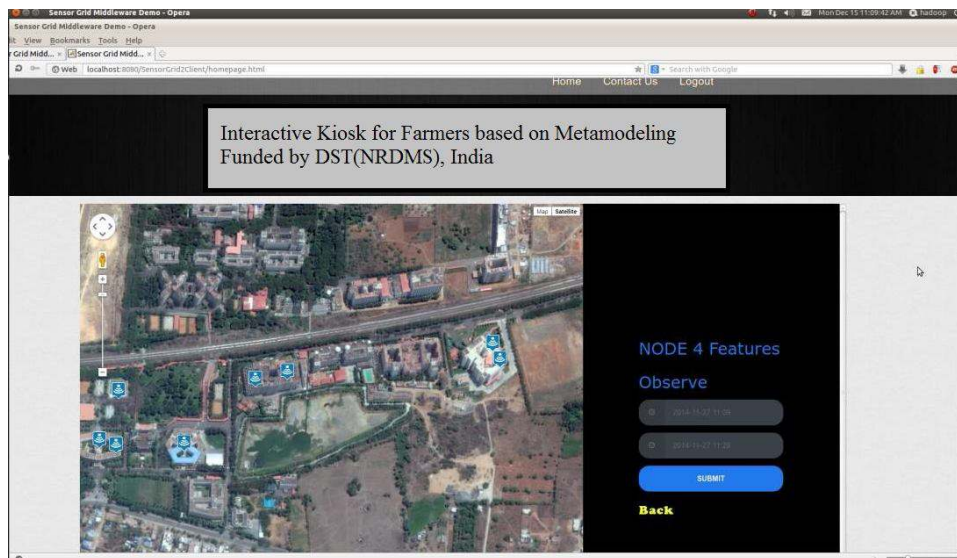 Sensor Grid Middleware Demo - Opera
Mon Dec 15 11:09:42 AM
hadoop
Sensor Grid Middleware Demo - Opera
View Bookmarks Tools Help
r Grid Midd... × Sensor Grid Midd... ×
Web localhost:8080/SensorGrid2Client/homepage.html
Search with Google
Home Contact Us Logout
Interactive Kiosk for Farmers based on Metamodeling
Funded by DST(NRDMS), India
Map Satellite
NODE 4 Features
Observe
2014-11-27 11:09
2014-11-27 11:28
SUBMIT
Back